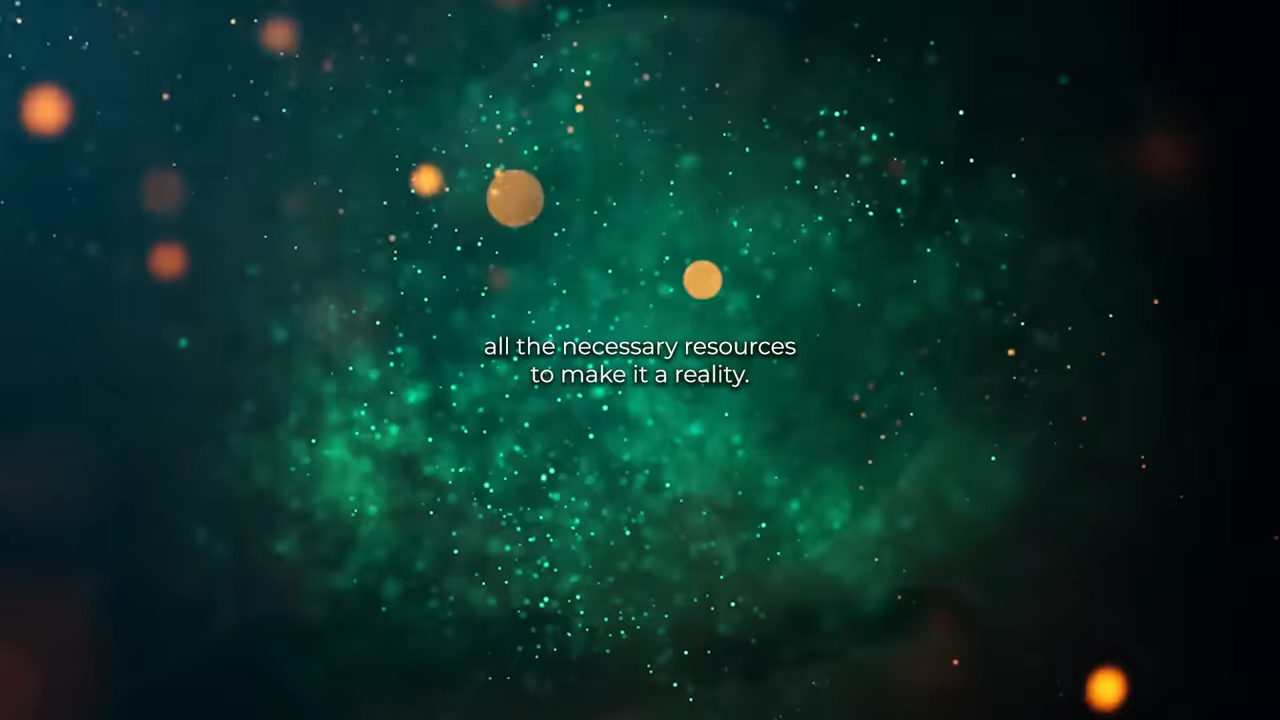 all the necessary resources
to make it a reality.